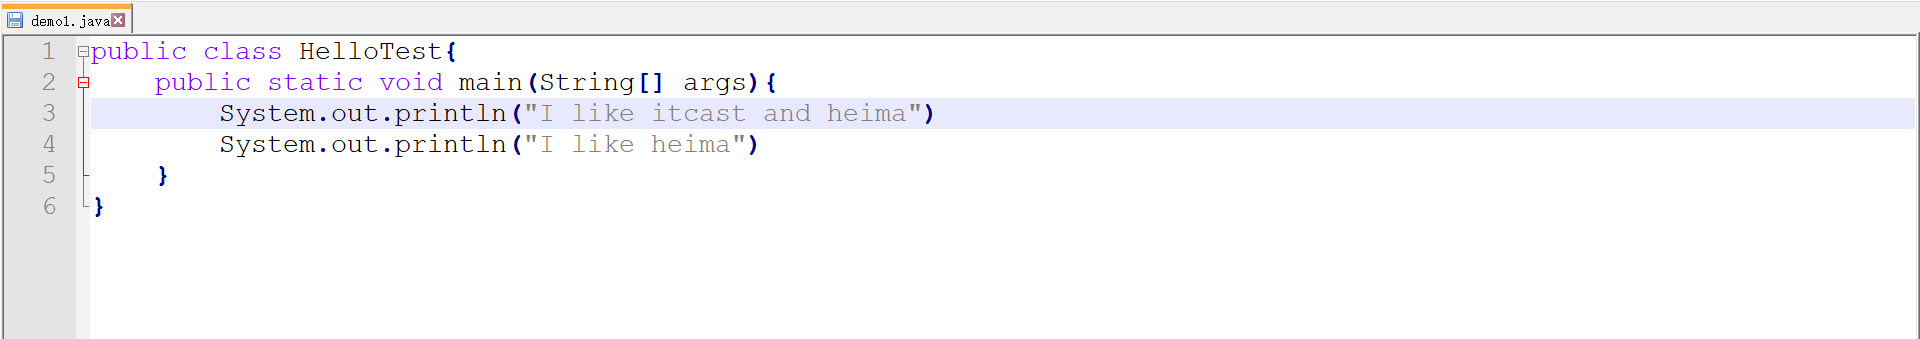 demo1.java
1 public class HelloTest{
2     public static void main(String[] args){
3         System.out.println("I like itcast and heima")
4         System.out.println("I like heima")
5     }
6 }